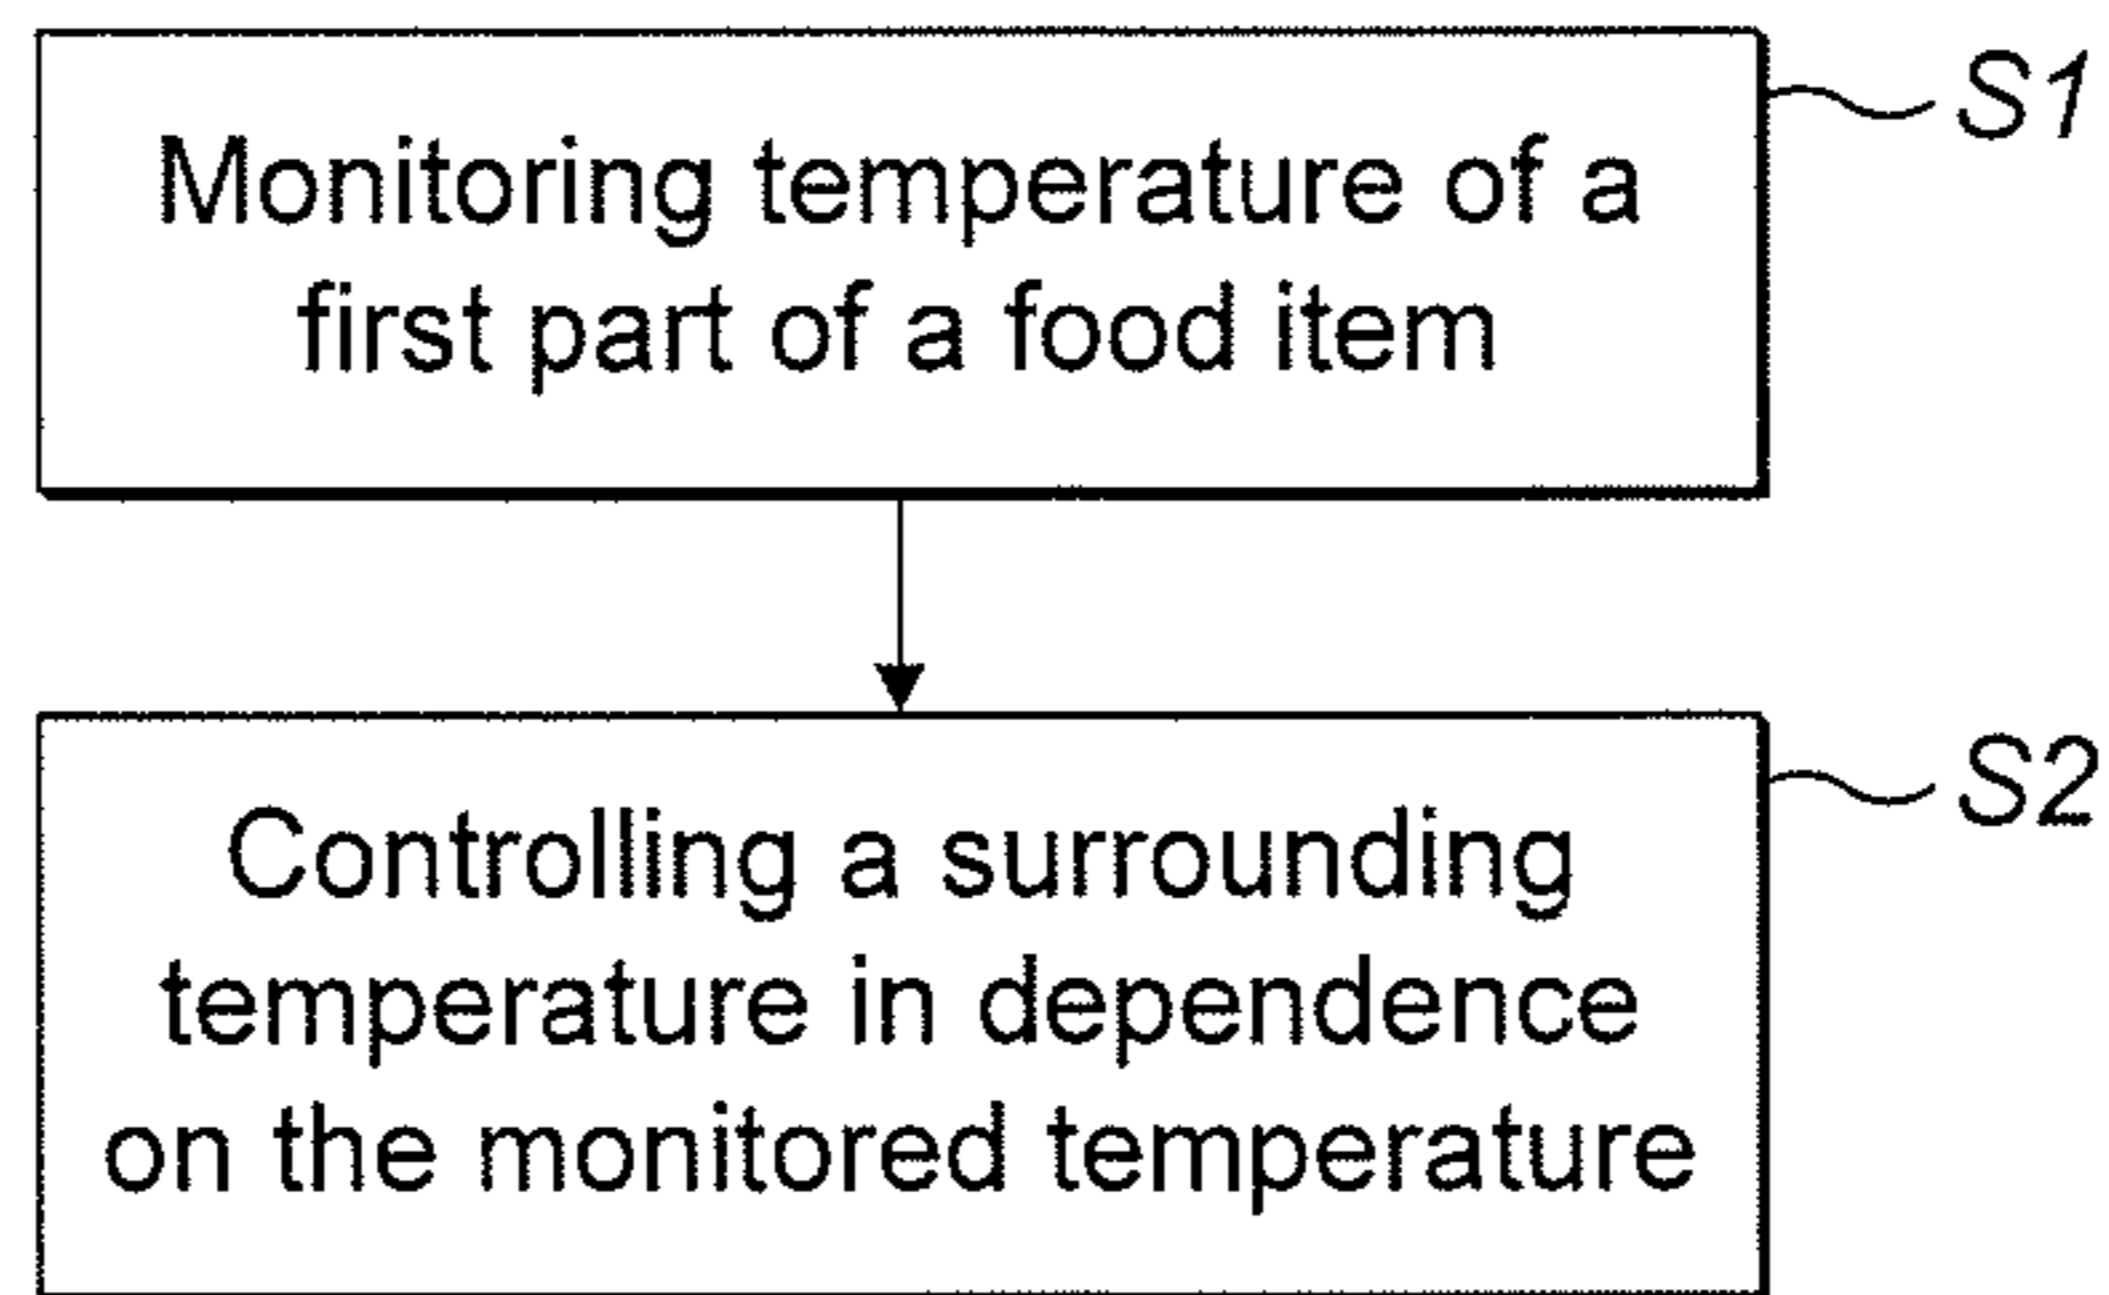 S1
Monitoring temperature of a
first part of a food item
S2
Controlling a surrounding
temperature in dependence
on the monitored temperature